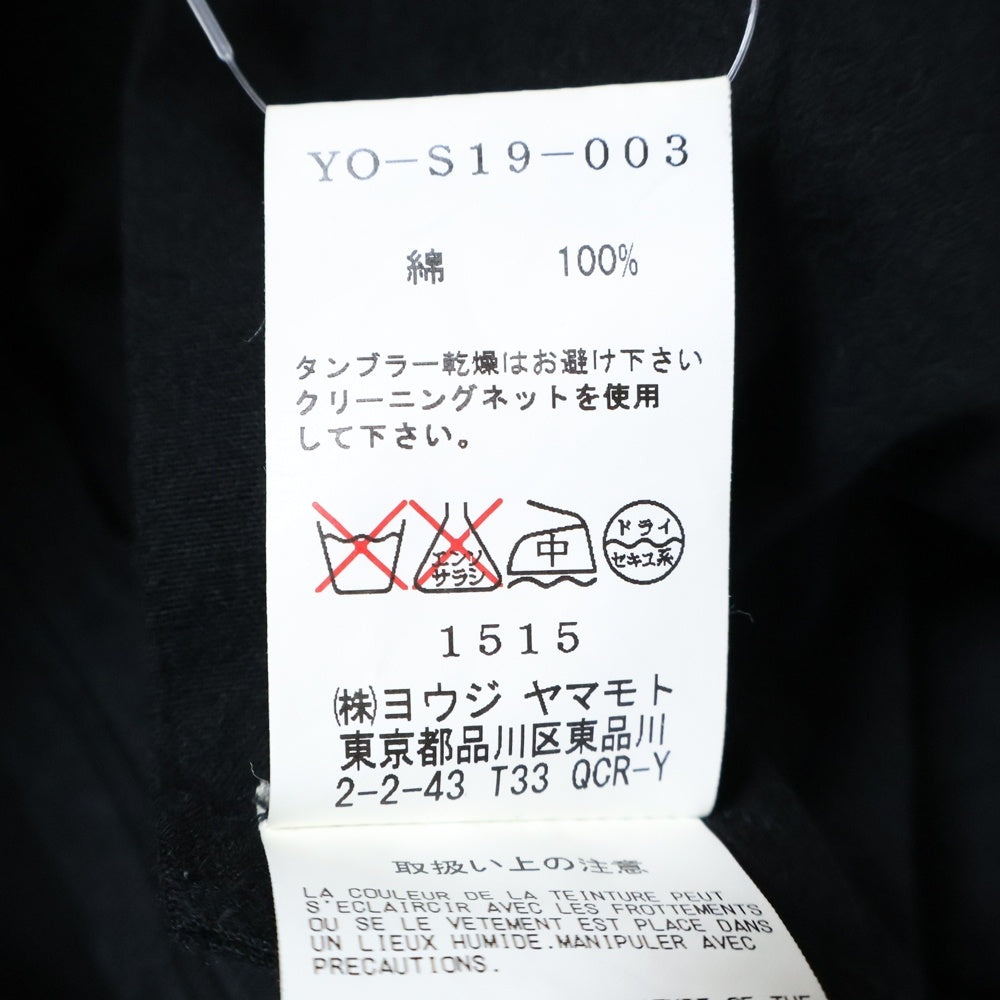 YO-S19-003
綿 100%
タンブラー乾燥はお避け下さい
クリーニングネットを使用
して下さい。
エンソ
サラシ
中
ドライ
セキユ系
1515
㈱ヨウジ ヤマモト
東京都品川区東品川
2-2-43 T33 QCR-Y
取扱い上の注意
LA COULEUR DE LA TEINTURE PEUT
S'ECLAIRCIR AVEC LES FROTTEMENTS
OU SE LE VETEMENT EST PLACE DANS
UN LIEUX HUMIDE.MANIPULER AVEC
PRECAUTIONS.
OF THE